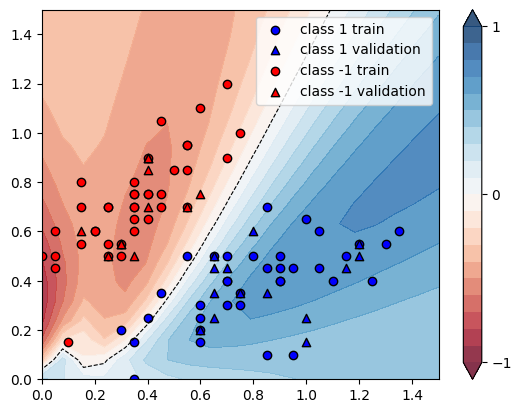 class 1 train
class 1 validation
class -1 train
class -1 validation
1.4
1.2
1.0
0.8
0.6
0.4
0.2
0.0
0.0 0.2 0.4 0.6 0.8 1.0 1.2 1.4
1
0
−1